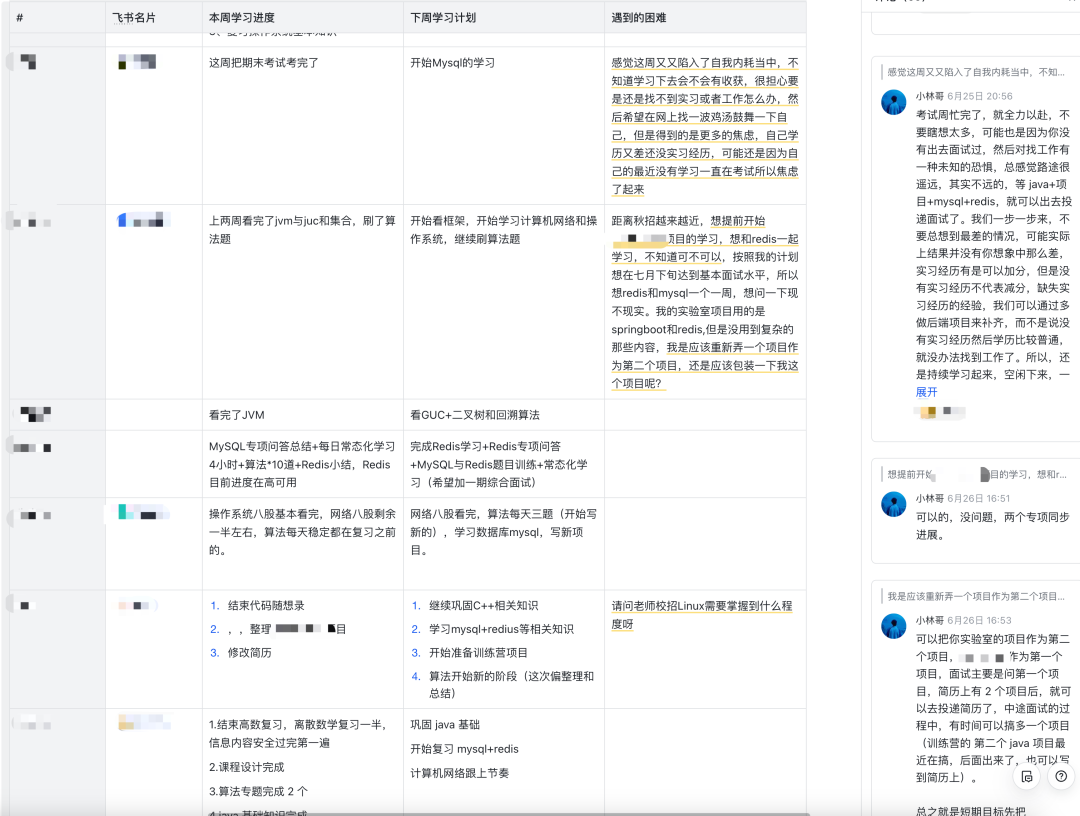 #
飞书名片
本周学习进度
下周学习计划
遇到的困难
这周把期末考试考完了
开始Mysql的学习
感觉这周又又陷入了自我内耗当中，不
知道学习下去会不会有收获，很担心要
是还是找不到实习或者工作怎么办，然
后希望在网上找一波鸡汤鼓舞一下自
己，但是得到的是更多的焦虑，自己学
历又差还没实习经历，可能还是因为自
己的最近没有学习一直在考试所以焦虑
了起来
上两周看完了jvm与juc和集合，刷了算
法题
开始看框架，开始学习计算机网络和操
作系统，继续刷算法题
距离秋招越来越近，想提前开始
项目的学习，想和redis一起
学习，不知道可不可以，按照我的计划
想在七月下旬达到基本面试水平，所以
想redis和mysql一个一周，想问一下现
不现实。我的实验室项目用的是
springboot和redis,但是没用到复杂的
那些内容，我是应该重新弄一个项目作
为第二个项目，还是应该包装一下我这
个项目呢?
看完了JVM
看GUC+二叉树和回溯算法
MySQL专项问答总结+每日常态化学习
4小时+算法*10道+Redis小结，Redis
目前进度在高可用
完成Redis学习+Redis专项问答
+MySQL与Redis题目训练+常态化学
习（希望加一期综合面试）
操作系统八股基本看完，网络八股剩余
一半左右，算法每天稳定都在复习之前
的。
网络八股看完，算法每天三题（开始写
新的），学习数据库mysql，写新项
目。
1. 结束代码随想录
2. ，，整理 目
3. 修改简历
1. 继续巩固C++相关知识
2. 学习mysql+redius等相关知识
3. 开始准备训练营项目
4. 算法开始新的阶段（这次偏整理和
总结）
请问老师校招Linux需要掌握到什么程
度呀
1.结束高数复习，离散数学复习一半，
信息内容安全过完第一遍
2.课程设计完成
3.算法专题完成 2 个
4.java 基础知识完成
巩固 java 基础
开始复习 mysql+redis
计算机网络跟上节奏
感觉这周又又陷入了自我内耗当中，不知...
小林哥 6月25日 20:56
考试周忙完了，就全力以赴，不
要瞎想太多，可能也是因为你没
有出去面试过，然后对找工作有
一种未知的恐惧，总感觉路途很
遥远，其实不远的，等 java+项
目+mysql+redis，就可以出去投
递面试了。我们一步一步来，不
要总想到最差的情况，可能实际
上结果并没有你想象中那么差，
实习经历有是可以加分，但是没
有实习经历不代表减分，缺失实
习经历的经验，我们可以通过多
做后端项目来补齐，而不是说没
有实习经历然后学历比较普通，
就没办法找到工作了。所以，还
是持续学习起来，空闲下来，一
展开
想提前开始 目的学习，想和r...
小林哥 6月26日 16:51
可以的，没问题，两个专项同步
进展。
我是应该重新弄一个项目作为第二个项目...
小林哥 6月26日 16:53
可以把你实验室的项目作为第二
个项目， 作为第一个
项目，面试主要是问第一个项
目，简历上有 2 个项目后，就可
以去投递简历了，中途面试的过
程中，有时间可以搞多一个项目
（训练营的 第二个 java 项目最
近在搞，后面出来了，也可以写
到简历上）。
总之就是短期目标先把